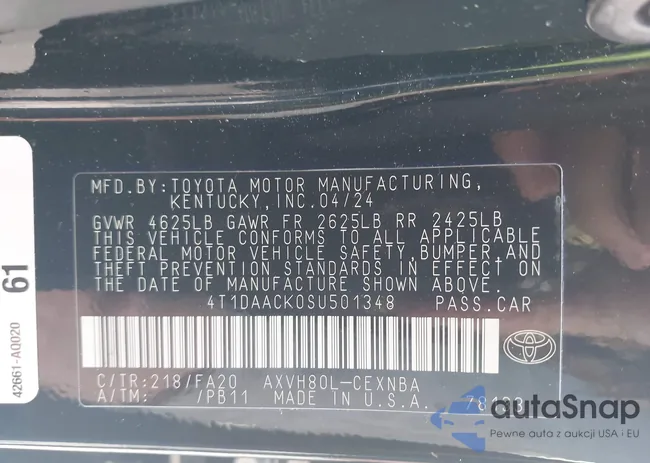 MFD.BY:TOYOTA MOTOR MANUFACTURING,
KENTUCKY,INC.04/24
GVWR 4625LB GAWR FR 2625LB RR 2425LB
THIS VEHICLE CONFORMS TO ALL APPLICABLE
FEDERAL MOTOR VEHICLE SAFETY,BUMPER,AND
THEFT PREVENTION STANDARDS IN EFFECT ON
THE DATE OF MANUFACTURE SHOWN ABOVE.
4T1DAACK0SU501348 PASS.CAR
C/TR:218/FA20 AXVH80L-CEXNBA
A/TM: /PB11 MADE IN U.S.A.
61
42661-A0020
autaSnap
Pewne auta z aukcji USA i EU